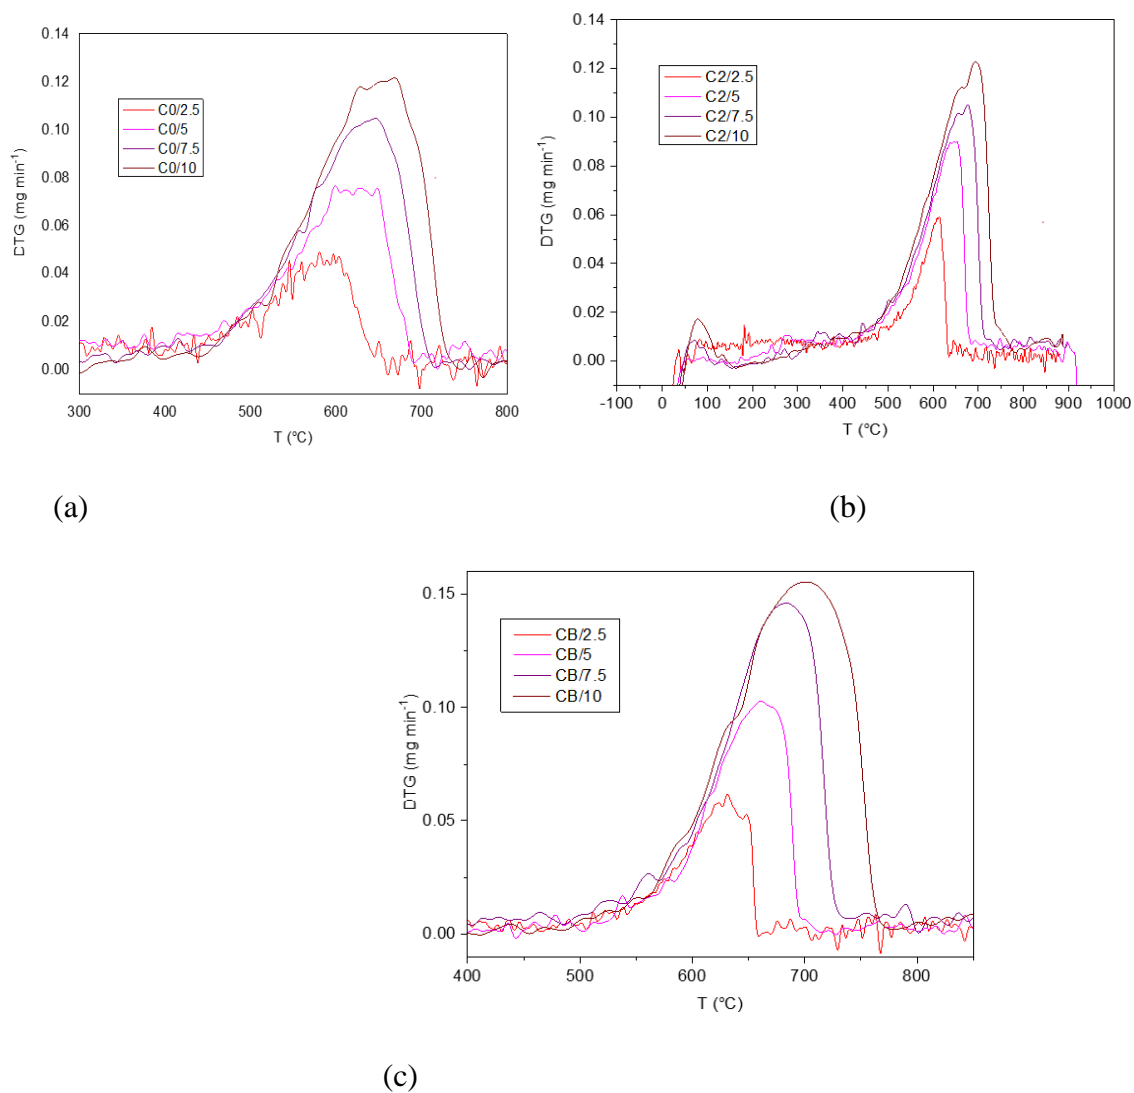 0.14
0.12
0.10
0.08
0.06
0.04
0.02
0.00
DTG (mg min⁻¹)
C0/2.5
C0/5
C0/7.5
C0/10
300 400 500 600 700 800
T (°C)
(a)
0.14
0.12
0.10
0.08
0.06
0.04
0.02
0.00
DTG (mg min⁻¹)
C2/2.5
C2/5
C2/7.5
C2/10
-100 0 100 200 300 400 500 600 700 800 900 1000
T (°C)
(b)
0.15
0.10
0.05
0.00
DTG (mg min⁻¹)
CB/2.5
CB/5
CB/7.5
CB/10
400 500 600 700 800
T (°C)
(c)